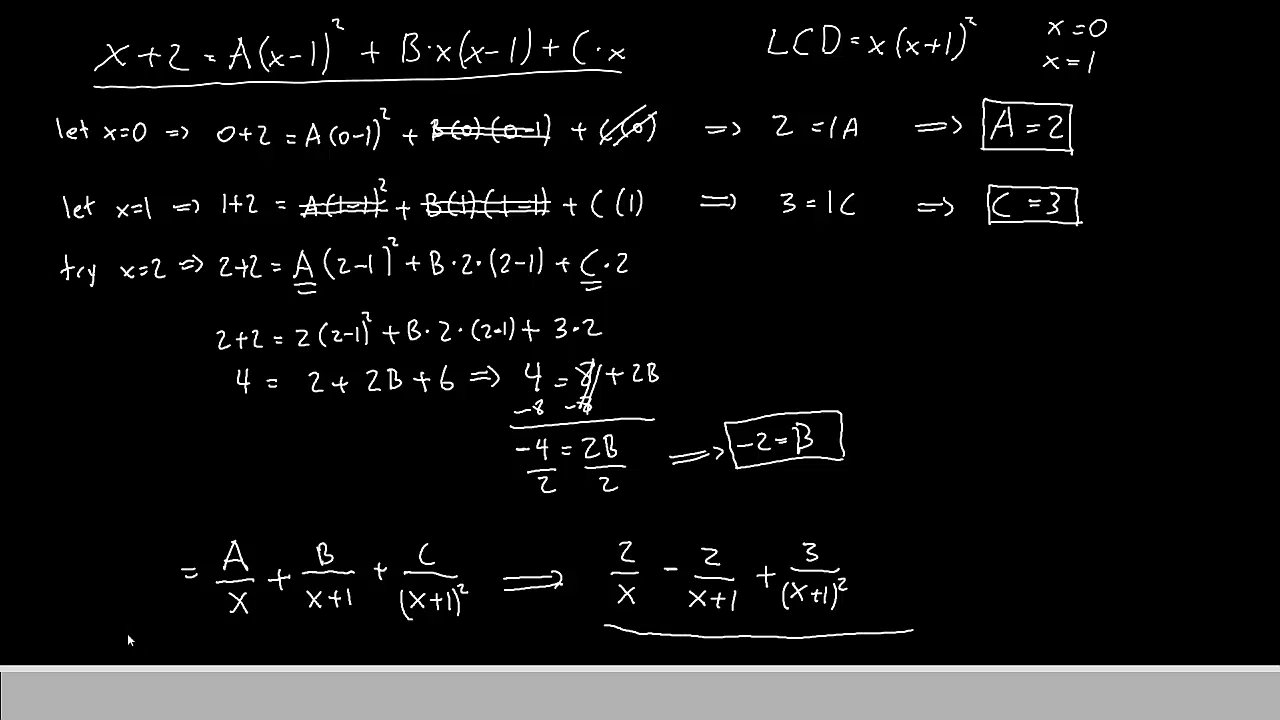 x+2 = A(x-1)² + B·x(x-1) + C·x LCD = x(x+1)² x=0
x=1
let x=0 => 0+2 = A(0-1)² + B(0)(0-1) + C(0) => 2 = 1A => A = 2
let x=1 => 1+2 = A(1-1)² + B(1)(1-1) + C(1) => 3 = 1C => C = 3
try x=2 => 2+2 = A(2-1)² + B·2·(2-1) + C·2
2+2 = 2(2-1)² + B·2·(2-1) + 3·2
4 = 2 + 2B + 6 => 4 = 8 + 2B
-8 -8
-4/2 = 2B/2 => -2 = B
= A/x + B/(x+1) + C/(x+1)² => 2/x - 2/(x+1) + 3/(x+1)²